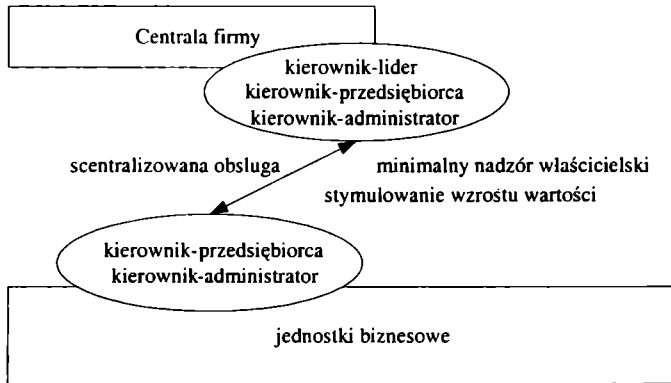 Centrala firmy
kierownik-lider
kierownik-przedsiębiorca
kierownik-administrator
scentralizowana obsluga
minimalny nadzór właścicielski
stymulowanie wzrostu wartości
kierownik-przedsiębiorca
kierownik-administrator
jednostki biznesowe